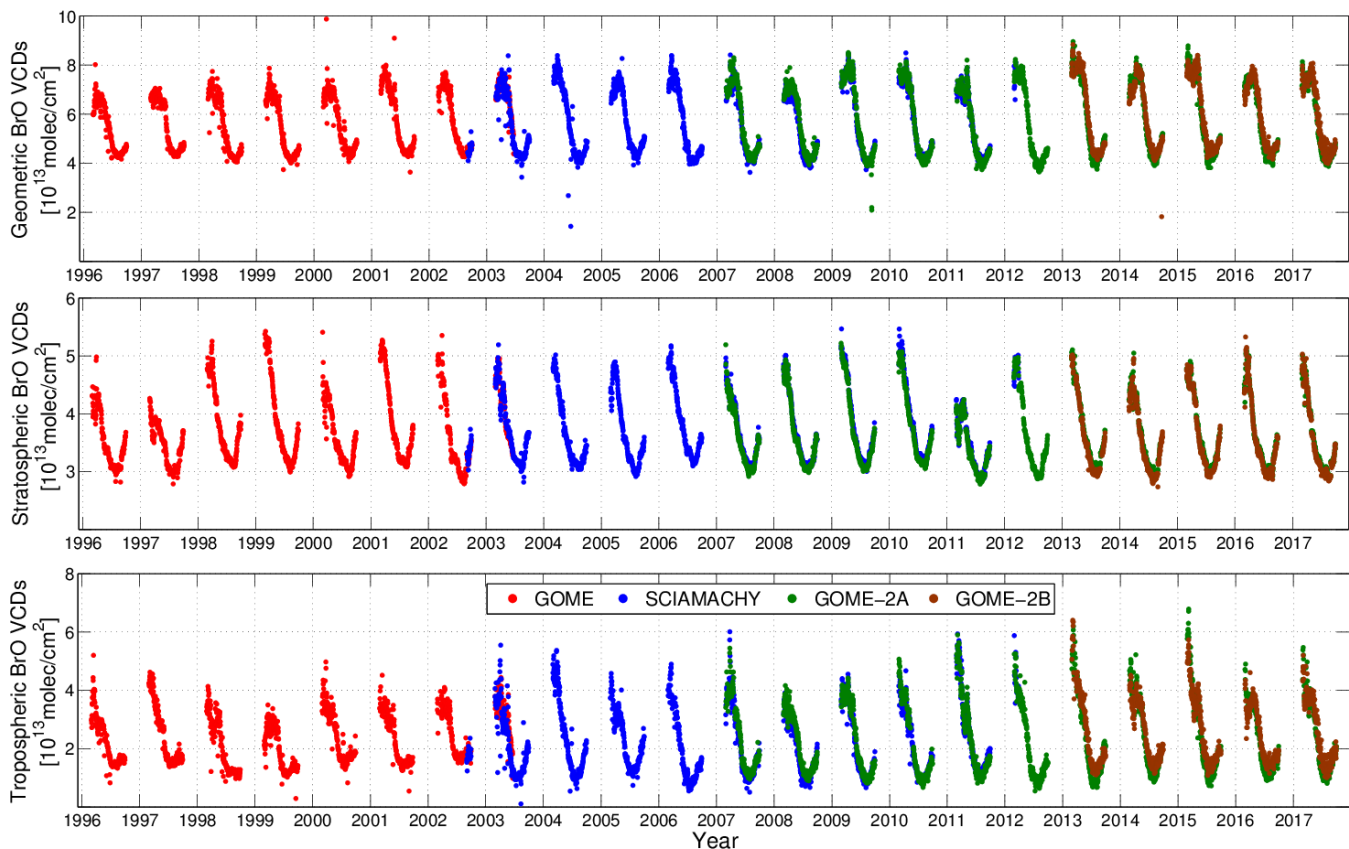 Geometric BrO VCDs
[10^13 molec/cm^2]
10
8
6
4
2
1996 1997 1998 1999 2000 2001 2002 2003 2004 2005 2006 2007 2008 2009 2010 2011 2012 2013 2014 2015 2016 2017
Stratospheric BrO VCDs
[10^13 molec/cm^2]
6
5
4
3
1996 1997 1998 1999 2000 2001 2002 2003 2004 2005 2006 2007 2008 2009 2010 2011 2012 2013 2014 2015 2016 2017
Tropospheric BrO VCDs
[10^13 molec/cm^2]
8
6
4
2
GOME SCIAMACHY GOME-2A GOME-2B
1996 1997 1998 1999 2000 2001 2002 2003 2004 2005 2006 2007 2008 2009 2010 2011 2012 2013 2014 2015 2016 2017
Year